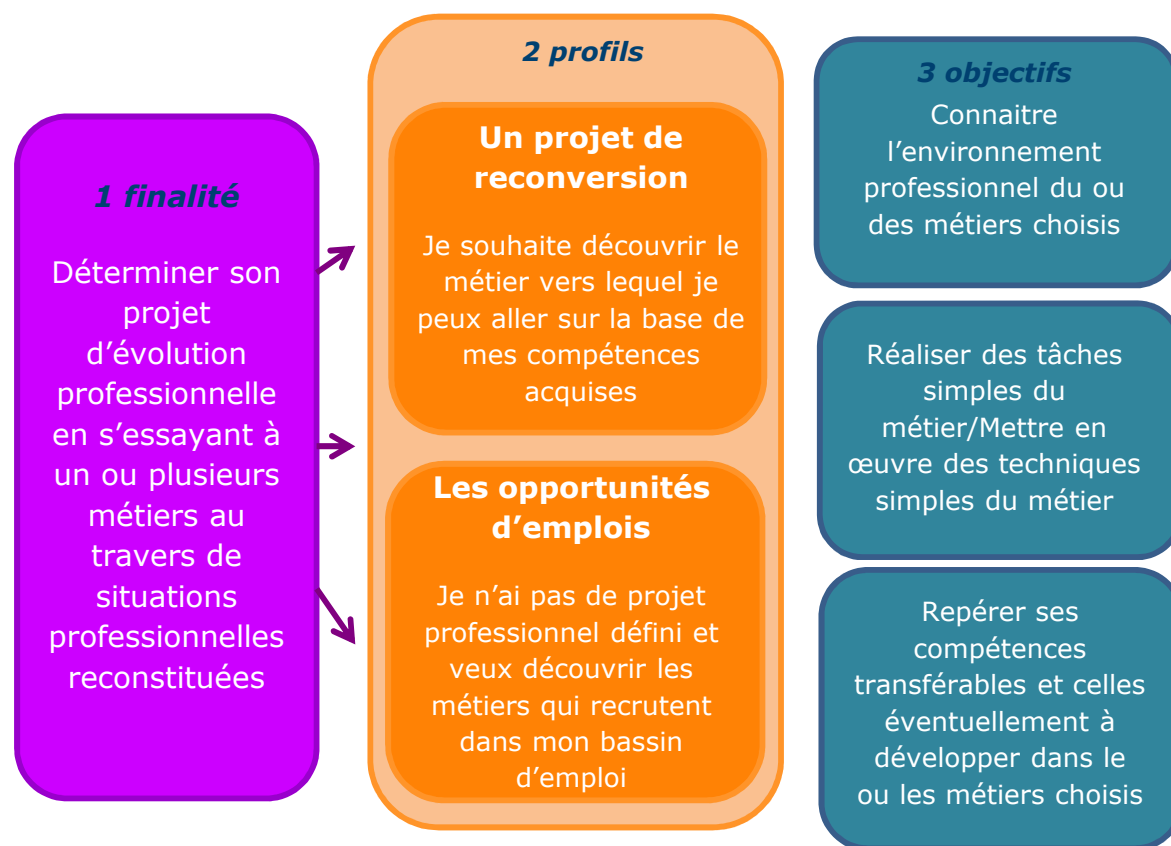 1 finalité
Déterminer son
projet
d’évolution
professionnelle
en s’essayant à
un ou plusieurs
métiers au
travers de
situations
professionnelles
reconstituées
2 profils
Un projet de
reconversion
Je souhaite découvrir le
métier vers lequel je
peux aller sur la base de
mes compétences
acquises
Les opportunités
d’emplois
Je n’ai pas de projet
professionnel défini et
veux découvrir les
métiers qui recrutent
dans mon bassin
d’emploi
3 objectifs
Connaitre
l’environnement
professionnel du ou
des métiers choisis
Réaliser des tâches
simples du
métier/Mettre en
œuvre des techniques
simples du métier
Repérer ses
compétences
transférables et celles
éventuellement à
développer dans le
ou les métiers choisis